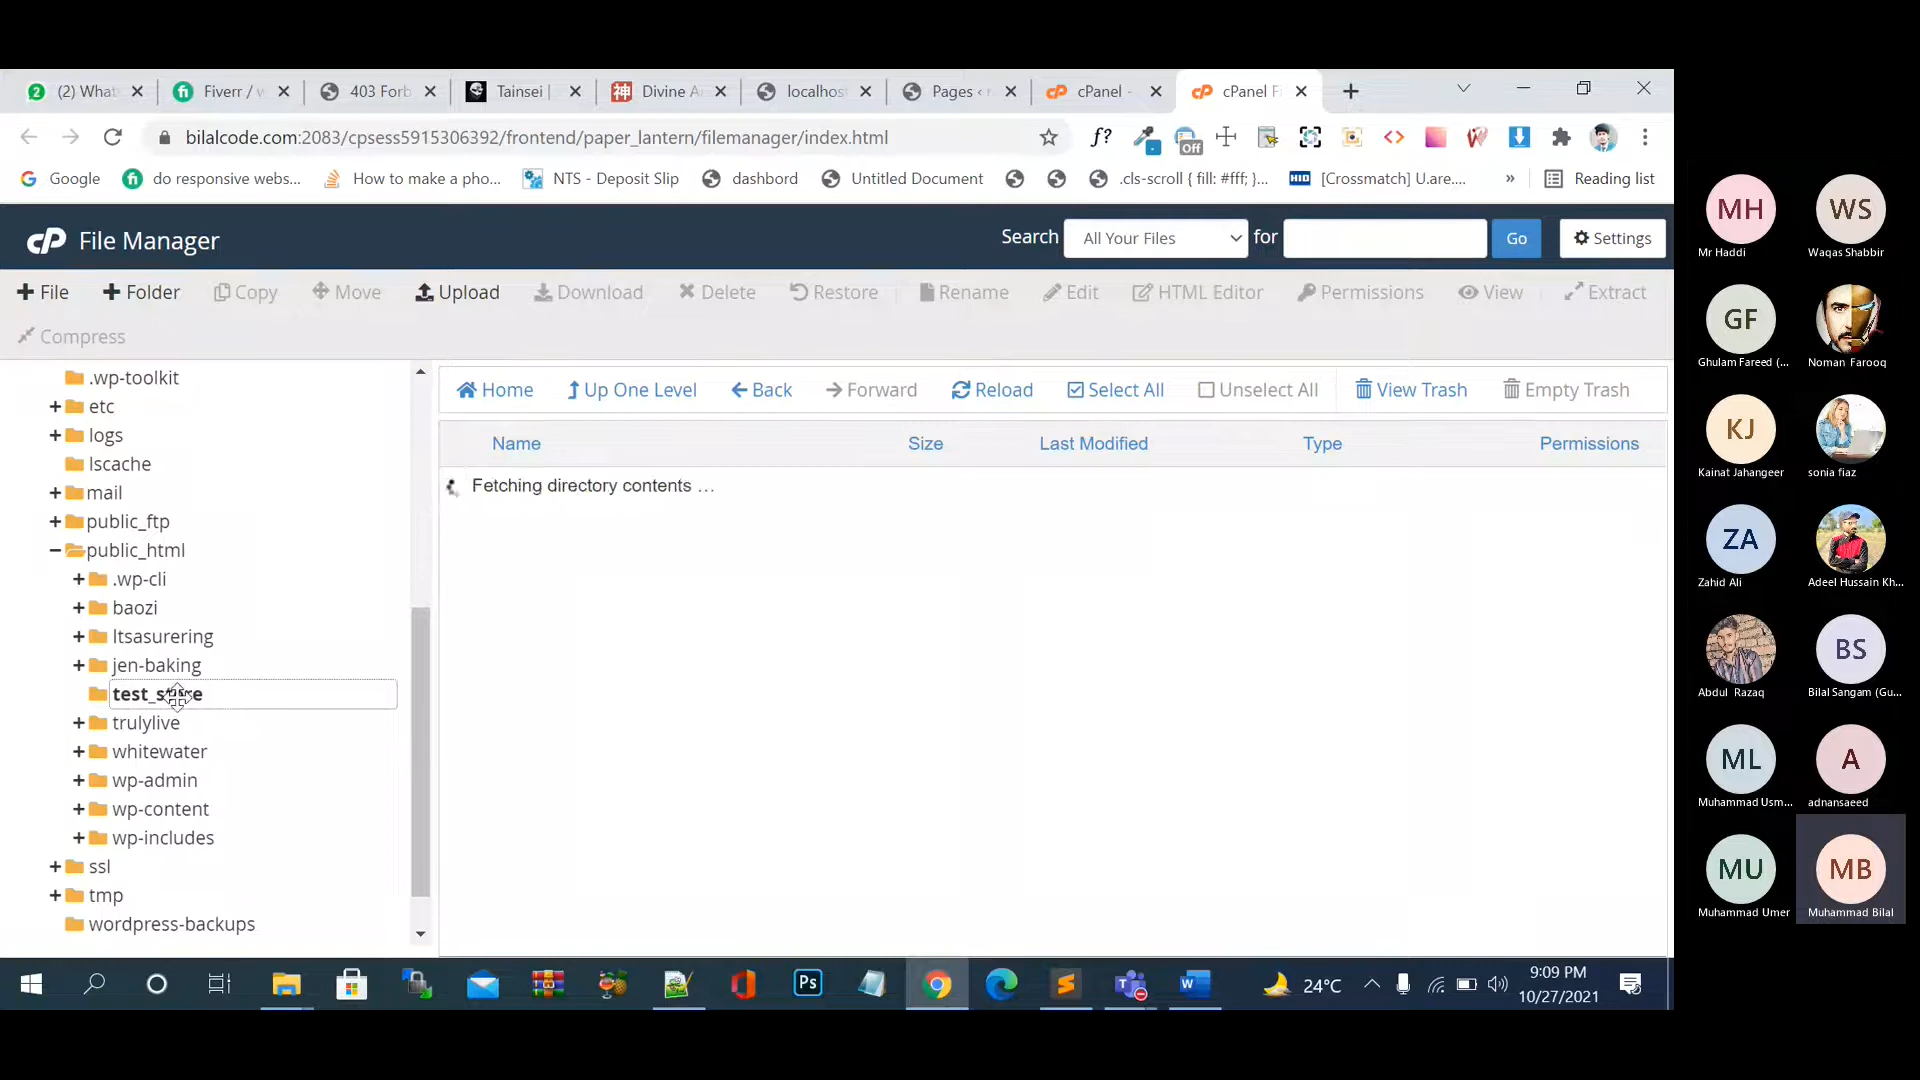 (2) What
Fiverr / w
403 Forb
Tainsei |
Divine A
localhos
Pages ‹
cPanel -
cPanel F
bilalcode.com:2083/cpsess5915306392/frontend/paper_lantern/filemanager/index.html
f?
Off
Google
do responsive webs...
How to make a pho...
NTS - Deposit Slip
dashbord
Untitled Document
.cls-scroll { fill: #fff; }...
HID
[Crossmatch] U.are....
»
Reading list
cP File Manager
Search
All Your Files
for
Go
Settings
File
Folder
Copy
Move
Upload
Download
Delete
Restore
Rename
Edit
HTML Editor
Permissions
View
Extract
Compress
.wp-toolkit
etc
logs
lscache
mail
public_ftp
public_html
.wp-cli
baozi
Itsasurering
jen-baking
trulylive
whitewater
wp-admin
wp-content
wp-includes
ssl
tmp
wordpress-backups
Home
Up One Level
Back
Forward
Reload
Select All
Unselect All
View Trash
Empty Trash
Name
Size
Last Modified
Type
Permissions
Fetching directory contents ...
MH
Mr Haddi
WS
Waqas Shabbir
GF
Ghulam Fareed (...
Noman Farooq
KJ
Kainat Jahangeer
sonia fiaz
ZA
Zahid Ali
Adeel Hussain Kh...
Abdul Razaq
BS
Bilal Sangam (Gu...
ML
Muhammad Usm...
A
adnansaeed
MU
Muhammad Umer
MB
Muhammad Bilal
Ps
24°C
9:09 PM
10/27/2021